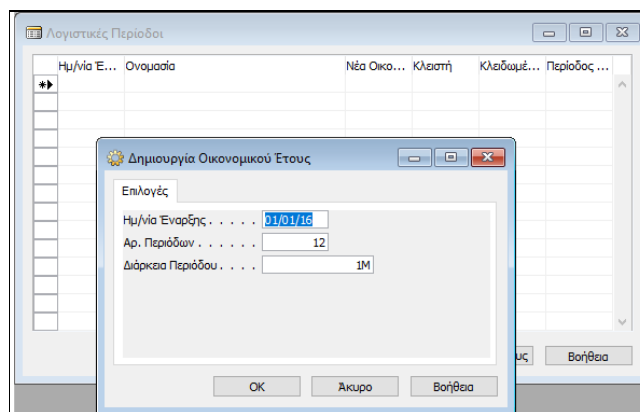 Λογιστικές Περίοδοι
Ημ/νία Έ... Ονομασία Νέα Οικο... Κλειστή Κλειδωμέ... Περίοδος ...
Δημιουργία Οικονομικού Έτους
Επιλογές
Ημ/νία Έναρξης . . . . . 01/01/16
Αρ. Περιόδων . . . . . . 12
Διάρκεια Περιόδου . . . . 1M
υς Βοήθεια
OK Άκυρο Βοήθεια